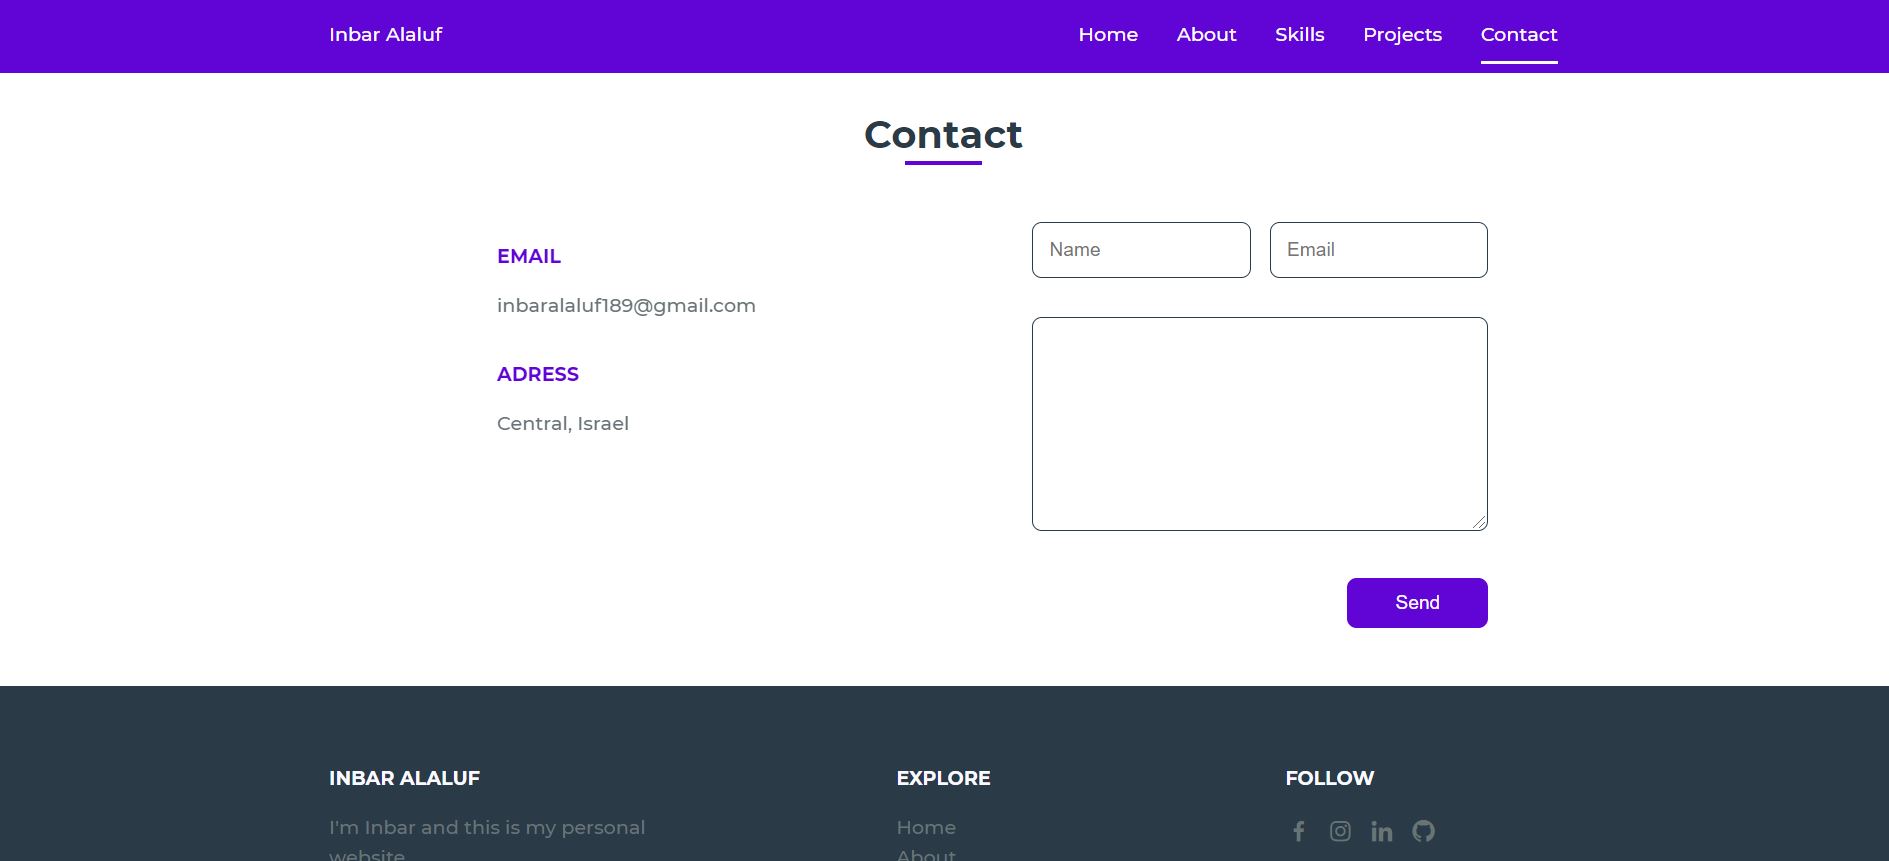 Inbar Alaluf
Home About Skills Projects Contact
Contact
EMAIL
inbaralaluf189@gmail.com
ADRESS
Central, Israel
Name
Email
Send
INBAR ALALUF
I'm Inbar and this is my personal
website
EXPLORE
Home
About
FOLLOW